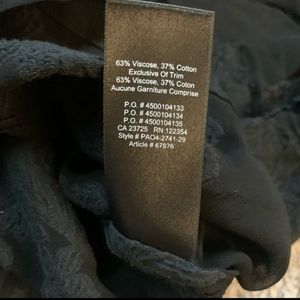 63% Viscose, 37% Cotton
Exclusive Of Trim
63% Viscose, 37% Coton
Aucune Garniture Comprise
P.O. # 4500104133
P.O. # 4500104134
P.O. # 4500104135
CA 23725 RN 122354
Style # PAO4-2741-29
Article # 67876